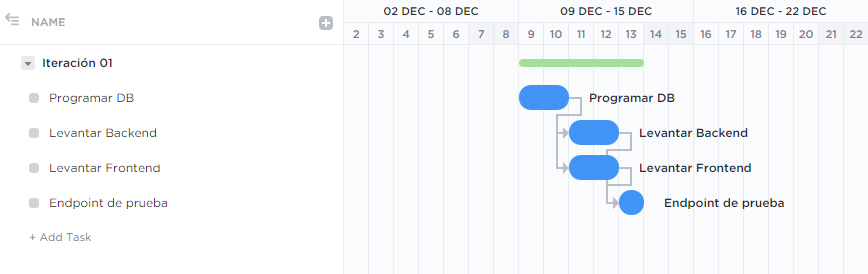 NAME
02 DEC - 08 DEC 09 DEC - 15 DEC 16 DEC - 22 DEC
2 3 4 5 6 7 8 9 10 11 12 13 14 15 16 17 18 19 20 21 22
Iteración 01
Programar DB Programar DB
Levantar Backend Levantar Backend
Levantar Frontend Levantar Frontend
Endpoint de prueba Endpoint de prueba
+ Add Task